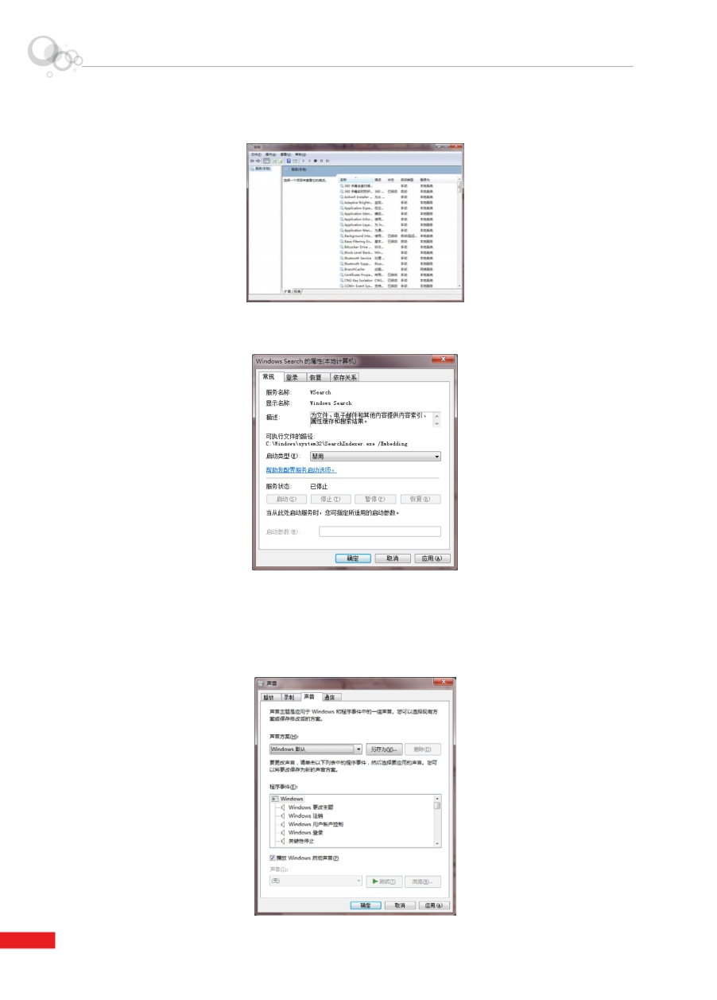 服务
文件(F) 操作(A) 查看(V) 帮助(H)
服务(本地)
服务(本地)
选择一个项目来查看它的描述。
名称 描述 状态 启动类型 登录为
手动 本地系统
360 ... 已启动 自动 本地系统
ActiveX Installer ... 为从 ... 手动 本地系统
Adaptive Brightn... 监视... 手动 本地服务
Application Expe... 在应... 手动 本地系统
Application Iden... 确定... 手动 本地服务
Application Infor... 使用... 手动 本地系统
Application Laye... 为 In... 手动 本地服务
Application Man... 为通... 手动 本地系统
Background Inte... 使用... 已启动 自动(延迟... 本地系统
Base Filtering En... 基本... 已启动 自动 本地服务
BitLocker Drive ... BDE... 手动 本地系统
Block Level Back... Win... 手动 本地系统
Bluetooth Service 手动 本地系统
Bluetooth Supp... Blue... 手动 本地服务
BranchCache 此服... 手动 网络服务
Certificate Propa... 将用... 已启动 手动 本地系统
CNG Key Isolation CNG... 已启动 手动 本地系统
COM+ Event Sys... 支持... 已启动 自动 本地服务
扩展 标准
Windows Search 的属性(本地计算机)
常规 登录 恢复 依存关系
服务名称: WSearch
显示名称: Windows Search
描述: 为文件、电子邮件和其他内容提供内容索引、
属性缓存和搜索结果。
可执行文件的路径:
C:\Windows\system32\SearchIndexer.exe /Embedding
启动类型(E): 禁用
帮助我配置服务启动选项。
服务状态: 已停止
启动(S) 停止(T) 暂停(P) 恢复(R)
当从此处启动服务时，您可指定所适用的启动参数。
启动参数(M):
确定 取消 应用(A)
声音
播放 录制 声音 通信
声音主题是应用于 Windows 和程序事件中的一组声音。您可以选择现有方
案或保存修改后的方案。
声音方案(H):
Windows 默认 另存为(V)... 删除(D)
要更改声音，请单击以下列表中的程序事件，然后选择要应用的声音。您可
以将更改保存为新的声音方案。
程序事件(E):
Windows
Windows 更改主题
Windows 注销
Windows 用户帐户控制
Windows 登录
关键性停止
播放 Windows 启动声音(P)
声音(S):
(无) 测试(T) 浏览(B)...
确定 取消 应用(A)